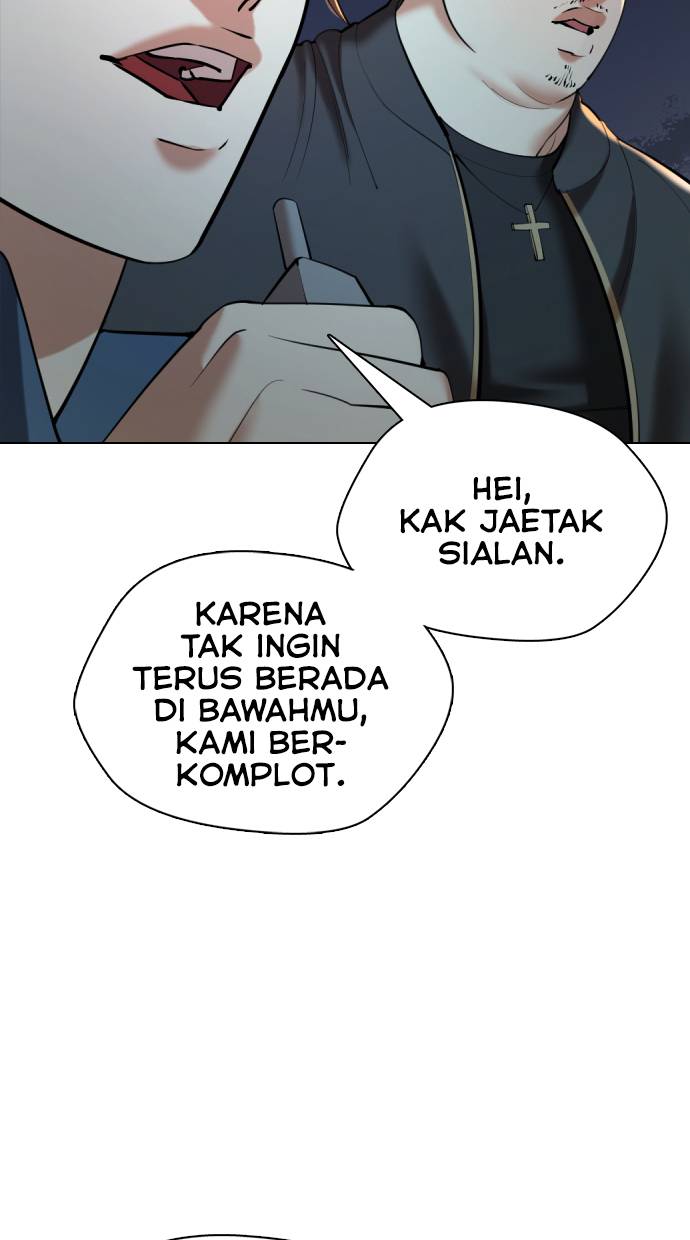 HEI,
KAK JAETAK
SIALAN.
KARENA
TAK INGIN
TERUS BERADA
DI BAWAHMU,
KAMI BER-
KOMPLOT.